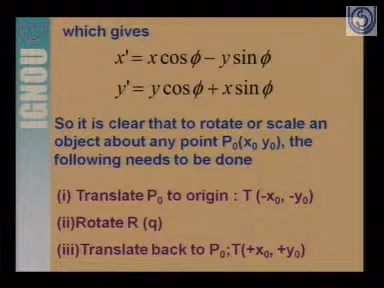 IGNOU
which gives
x'= x cos ϕ − y sin ϕ
y'= y cos ϕ + x sin ϕ
So it is clear that to rotate or scale an
object about any point P₀(x₀ y₀), the
following needs to be done
(i) Translate P₀ to origin : T (-x₀, -y₀)
(ii)Rotate R (q)
(iii)Translate back to P₀;T(+x₀, +y₀)